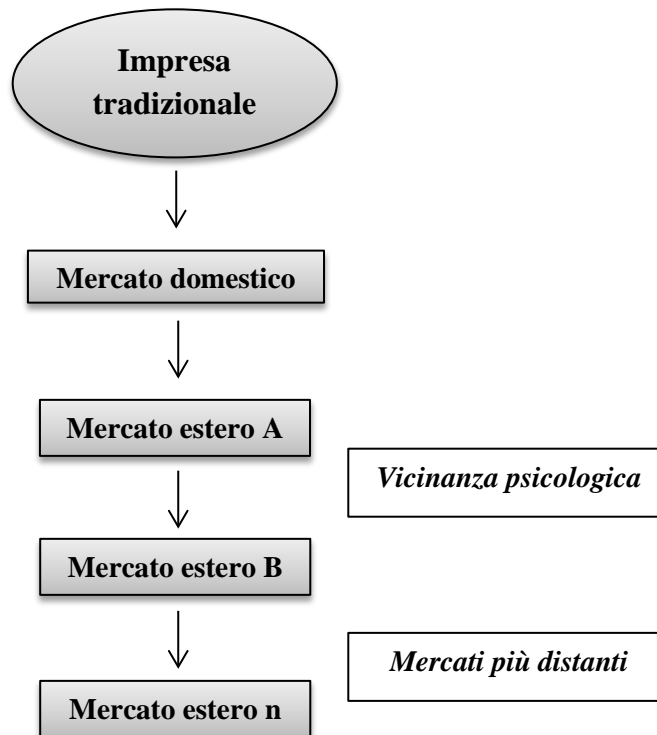 Impresa
tradizionale
Mercato domestico
Mercato estero A
Vicinanza psicologica
Mercato estero B
Mercati più distanti
Mercato estero n